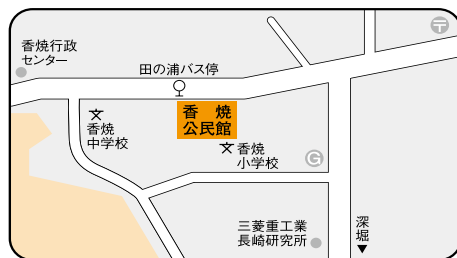 香焼行政
センター
田の浦バス停
〒
文
香焼
中学校
香焼
公民館
文
香焼
小学校
G
三菱重工業
長崎研究所
深堀